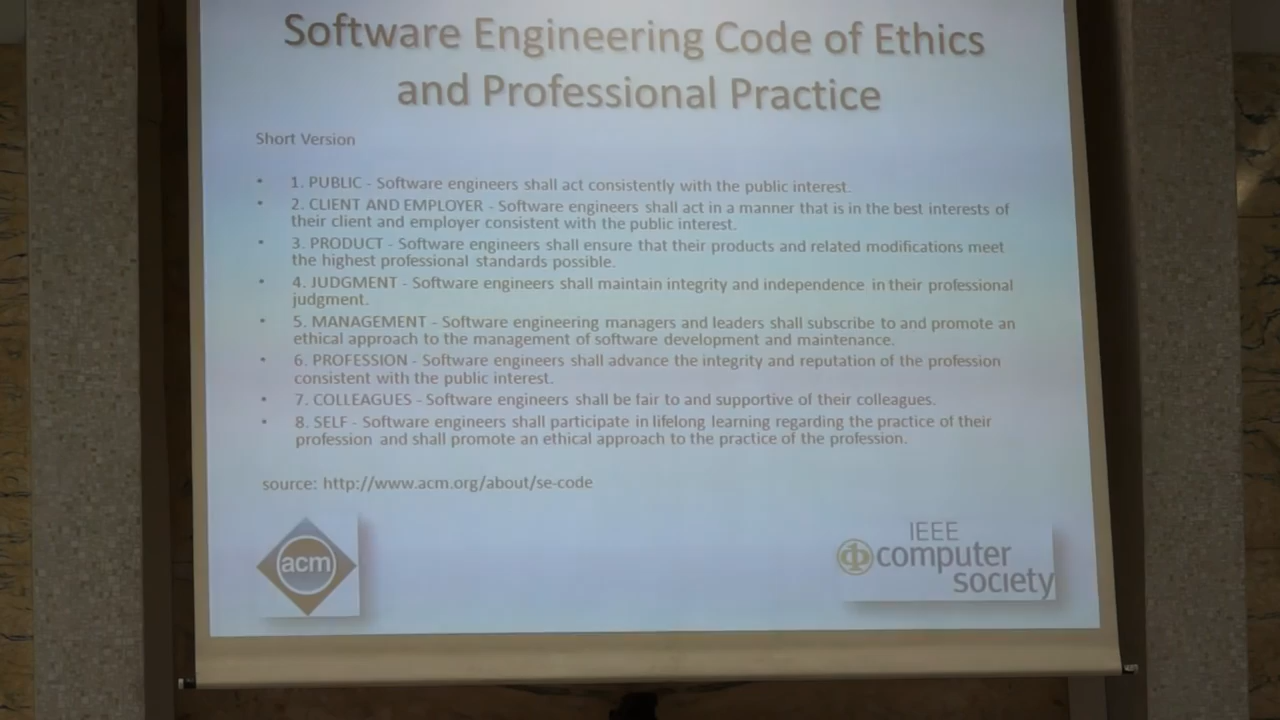 Software Engineering Code of Ethics
and Professional Practice
Short Version
• 1. PUBLIC - Software engineers shall act consistently with the public interest.
• 2. CLIENT AND EMPLOYER - Software engineers shall act in a manner that is in the best interests of
their client and employer consistent with the public interest.
• 3. PRODUCT - Software engineers shall ensure that their products and related modifications meet
the highest professional standards possible.
• 4. JUDGMENT - Software engineers shall maintain integrity and independence in their professional
judgment.
• 5. MANAGEMENT - Software engineering managers and leaders shall subscribe to and promote an
ethical approach to the management of software development and maintenance.
• 6. PROFESSION - Software engineers shall advance the integrity and reputation of the profession
consistent with the public interest.
• 7. COLLEAGUES - Software engineers shall be fair to and supportive of their colleagues.
• 8. SELF - Software engineers shall participate in lifelong learning regarding the practice of their
profession and shall promote an ethical approach to the practice of the profession.
source: http://www.acm.org/about/se-code
acm
IEEE
computer
society